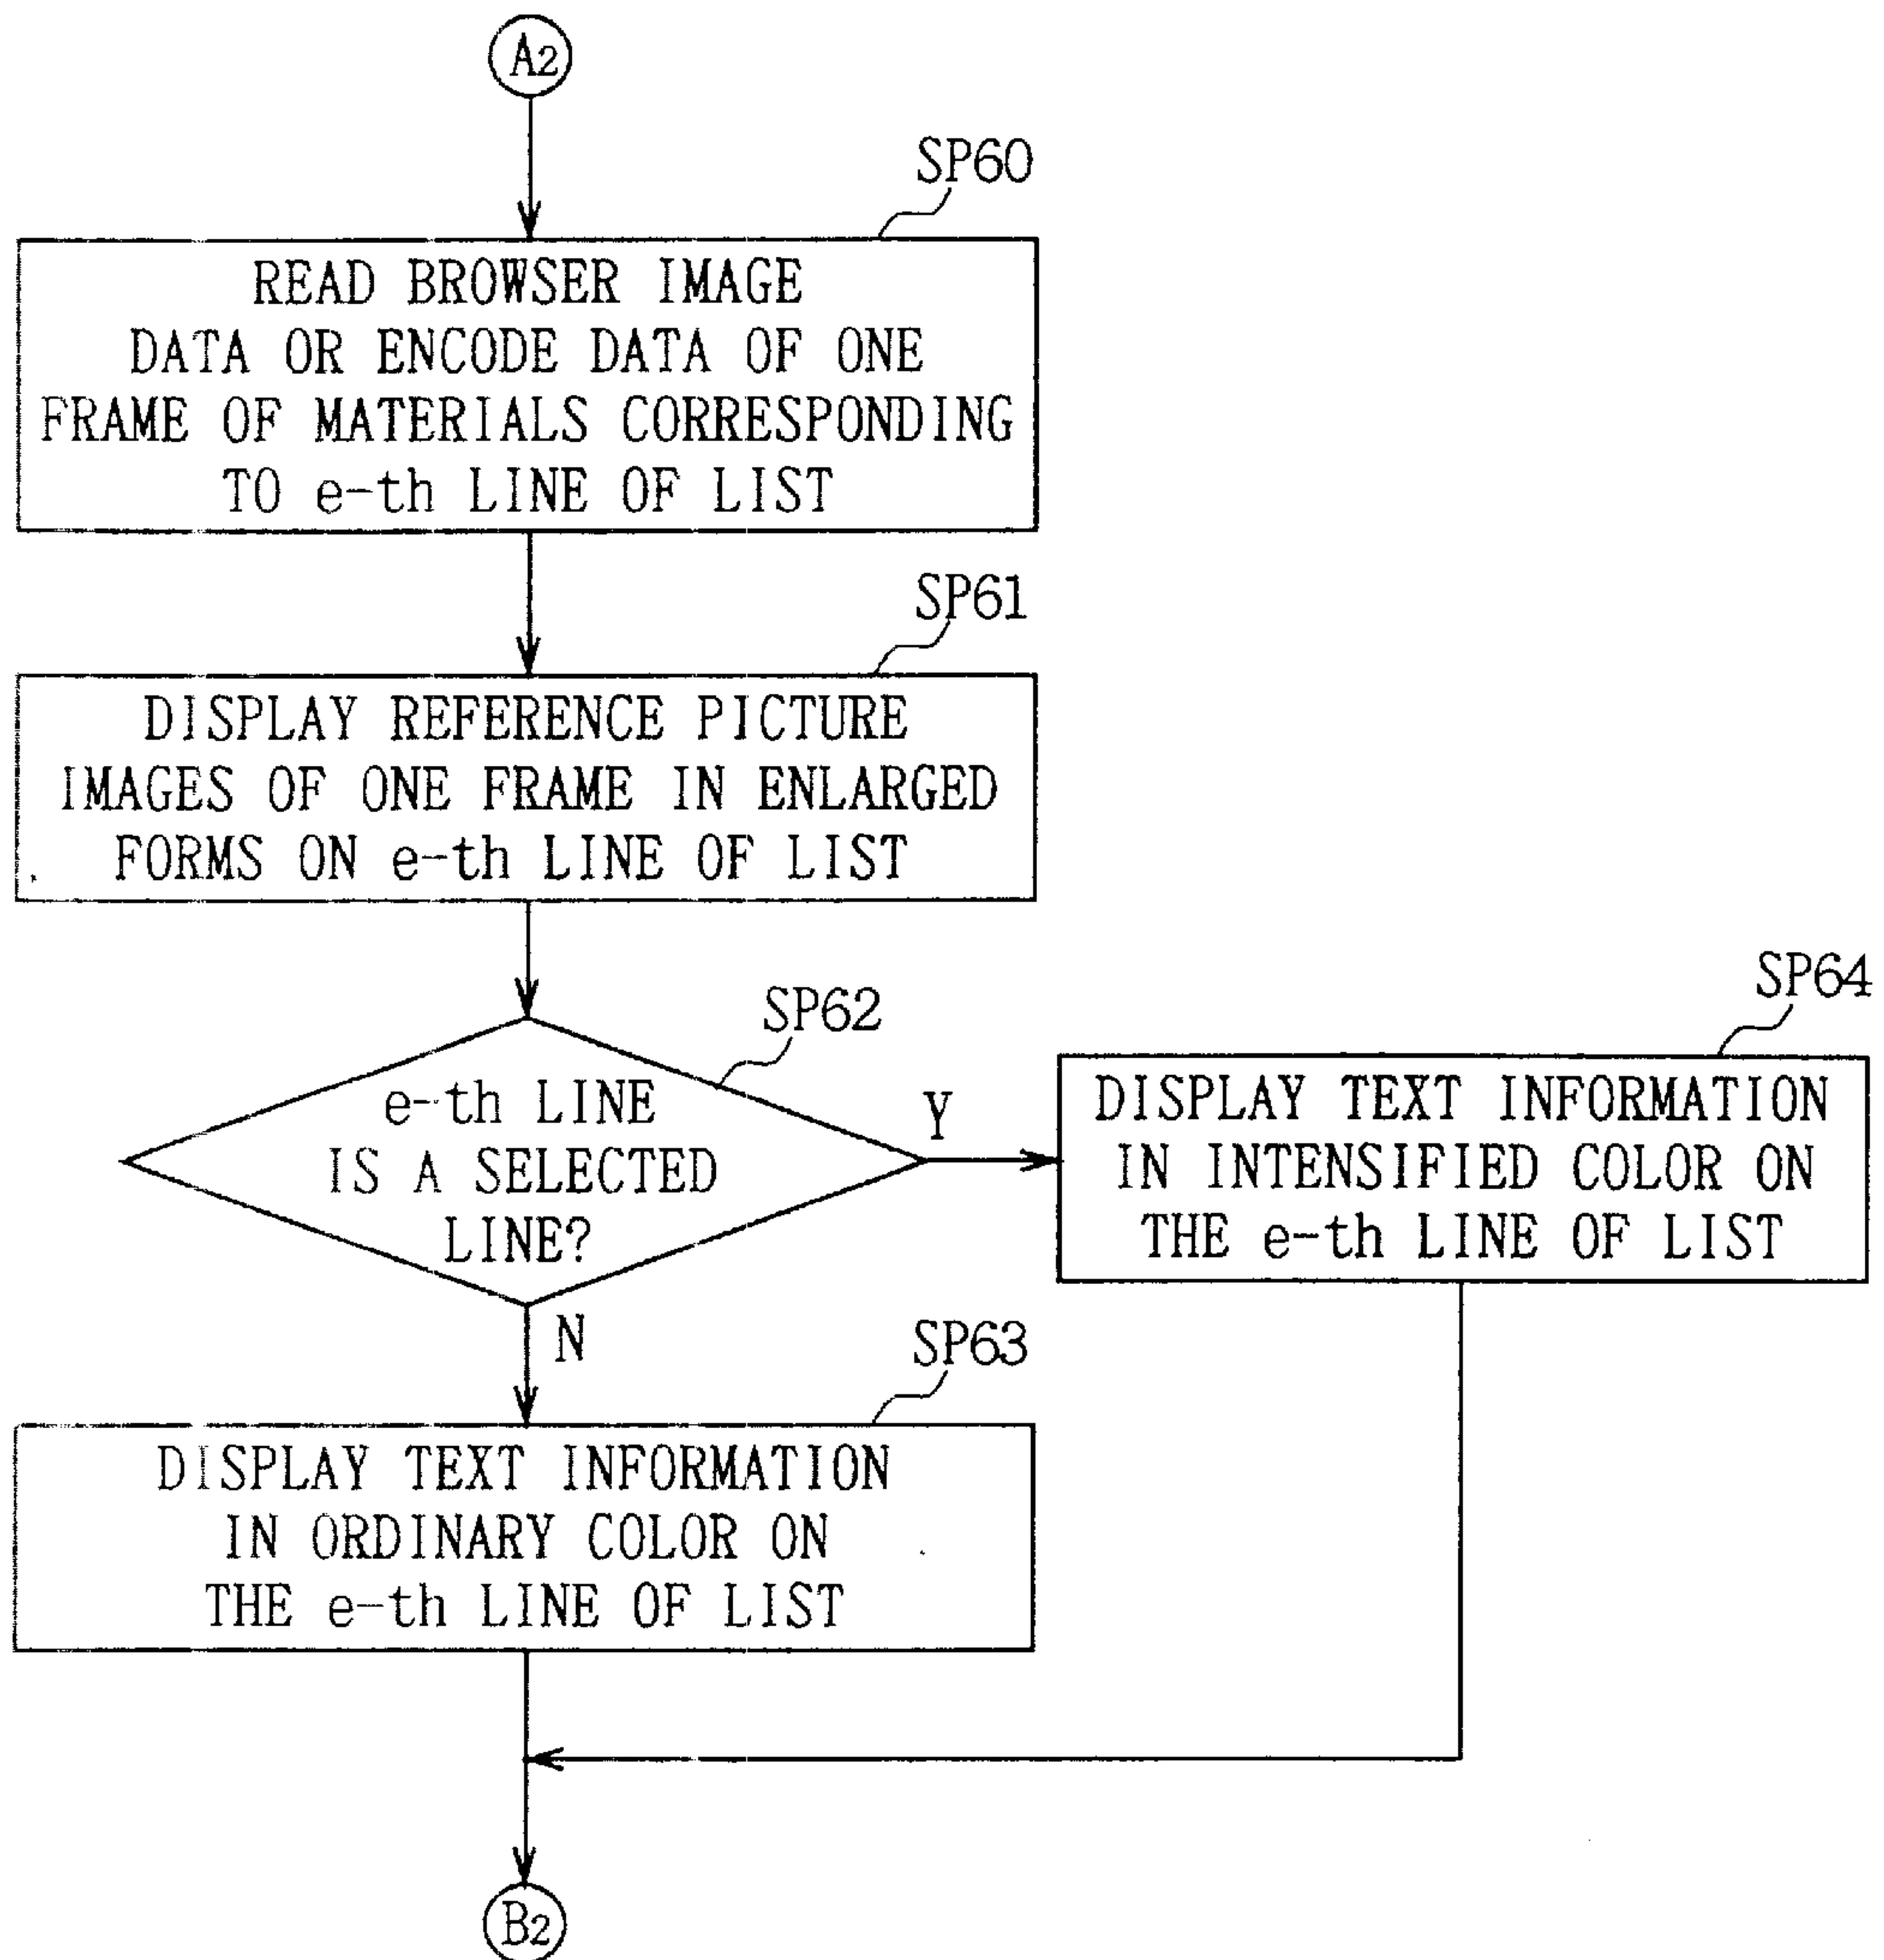 A2
SP60
READ BROWSER IMAGE
DATA OR ENCODE DATA OF ONE
FRAME OF MATERIALS CORRESPONDING
TO e-th LINE OF LIST
SP61
DISPLAY REFERENCE PICTURE
IMAGES OF ONE FRAME IN ENLARGED
FORMS ON e-th LINE OF LIST
SP62
e-th LINE
IS A SELECTED
LINE?
Y
SP64
DISPLAY TEXT INFORMATION
IN INTENSIFIED COLOR ON
THE e-th LINE OF LIST
N
SP63
DISPLAY TEXT INFORMATION
IN ORDINARY COLOR ON
THE e-th LINE OF LIST
B2